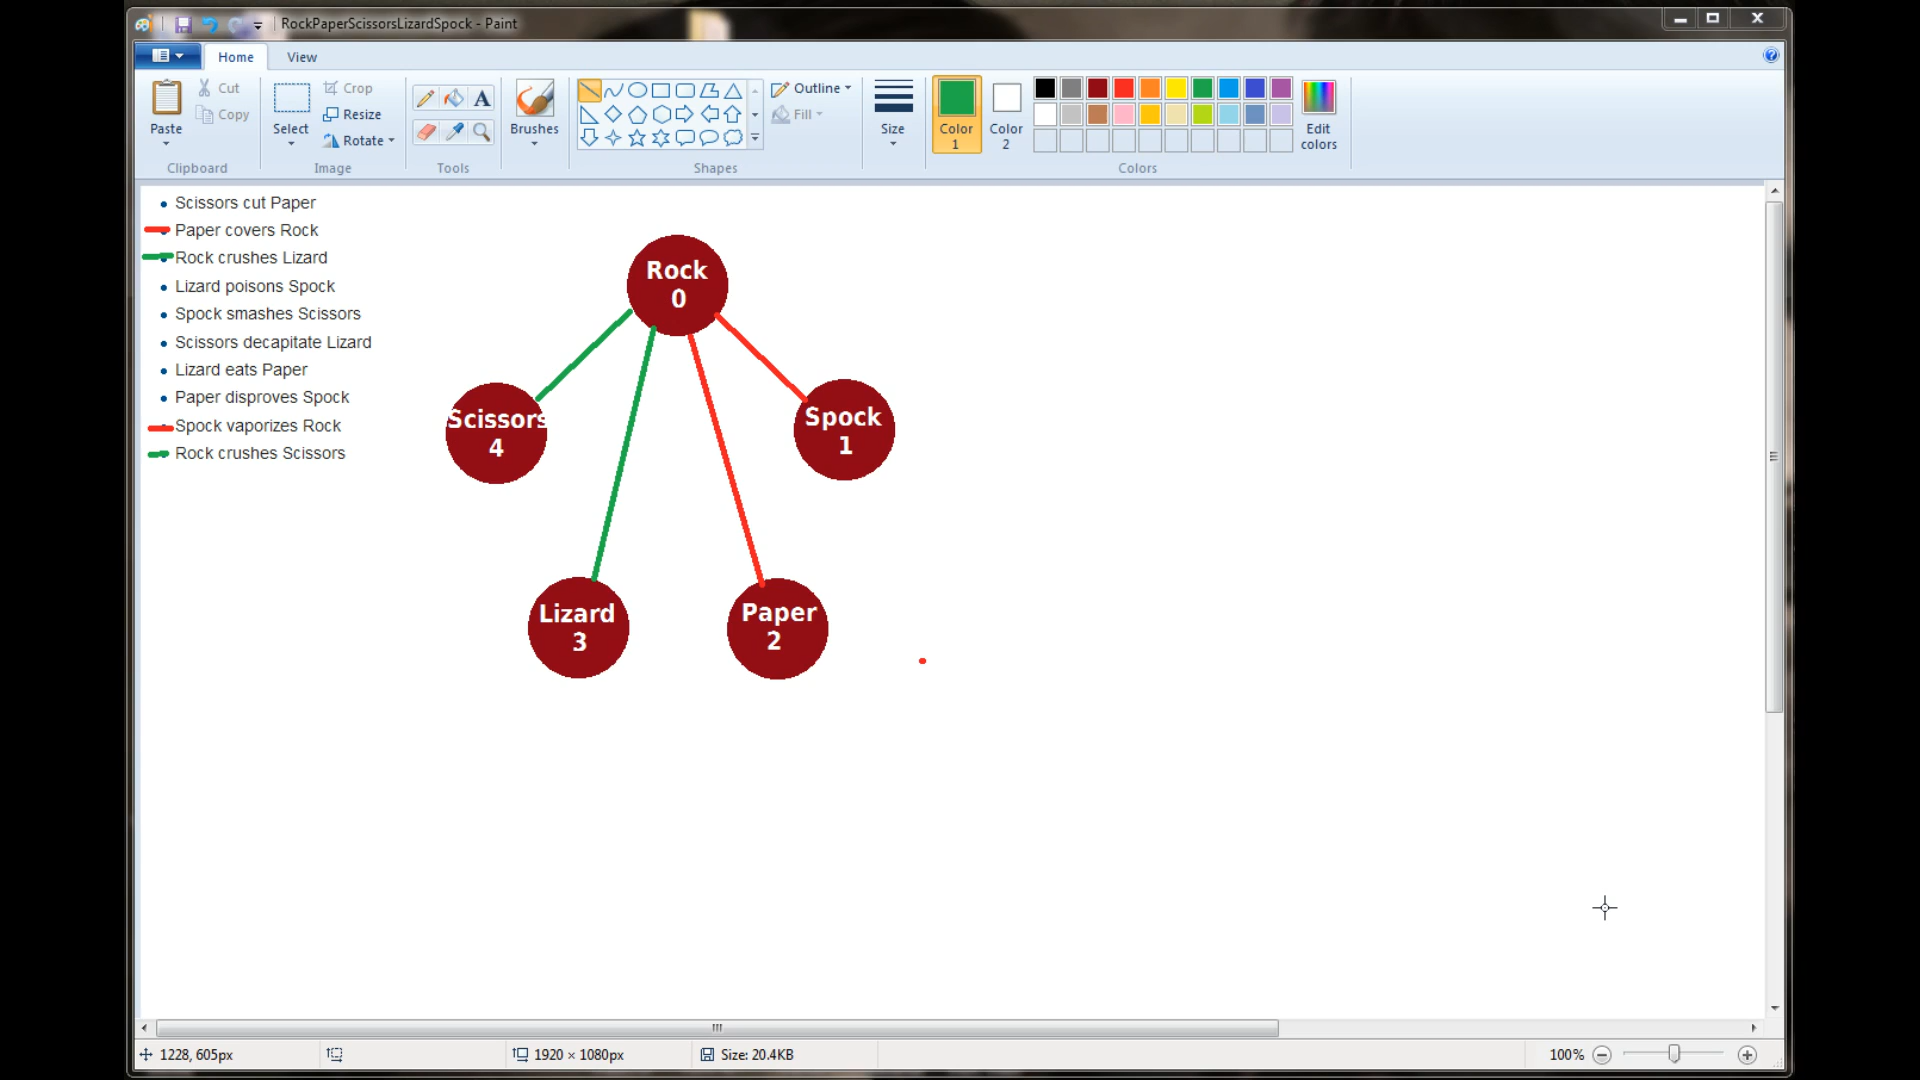 RockPaperScissorsLizardSpock - Paint
Home
View
Paste
Cut
Copy
Clipboard
Select
Crop
Resize
Rotate
Image
A
Tools
Brushes
Shapes
Outline
Fill
Size
Color
1
Color
2
Edit
colors
Colors
Scissors cut Paper
Paper covers Rock
Rock crushes Lizard
Lizard poisons Spock
Spock smashes Scissors
Scissors decapitate Lizard
Lizard eats Paper
Paper disproves Spock
Spock vaporizes Rock
Rock crushes Scissors
Rock
0
Scissors
4
Spock
1
Lizard
3
Paper
2
1228, 605px
1920 × 1080px
Size: 20.4KB
100%